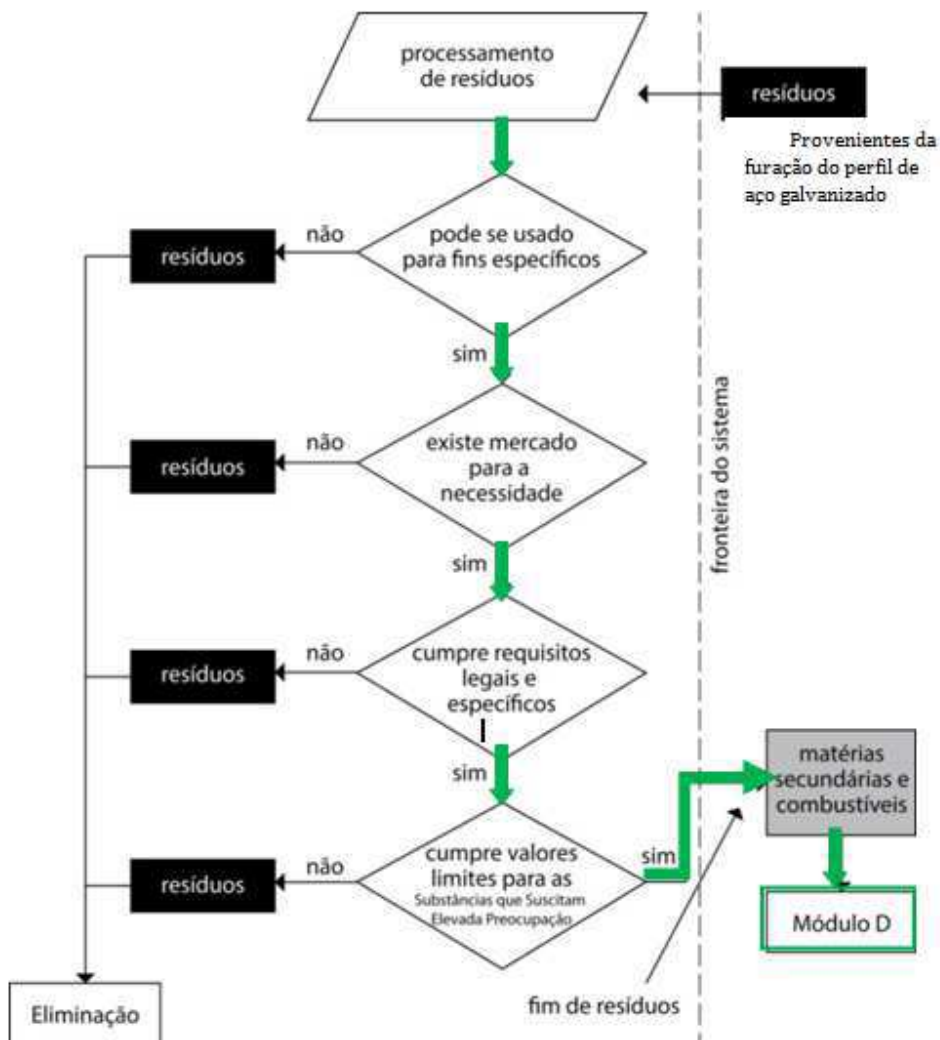 processamento
de resíduos
resíduos
Provenientes da
furação do perfil de
aço galvanizado
pode se usado
para fins específicos
não
resíduos
sim
existe mercado
para a
necessidade
não
resíduos
sim
fronteira do sistema
cumpre requisitos
legais e
específicos
não
resíduos
sim
matérias
secundárias e
combustíveis
cumpre valores
limites para as
Substâncias que Suscitam
Elevada Preocupação
não
resíduos
sim
Módulo D
fim de resíduos
Eliminação